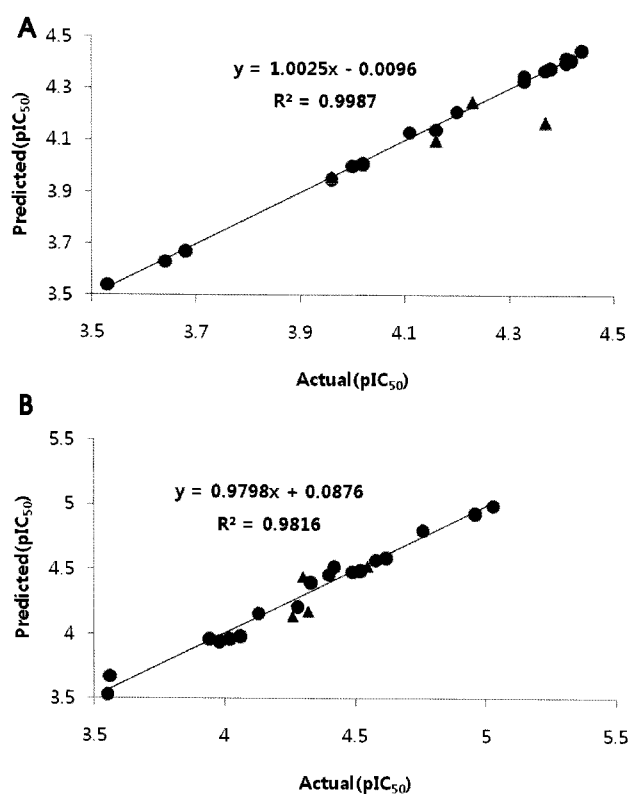 A
y = 1.0025x - 0.0096
R² = 0.9987
Predicted(pIC₅₀)
4.5
4.3
4.1
3.9
3.7
3.5
3.5 3.7 3.9 4.1 4.3 4.5
Actual(pIC₅₀)
B
y = 0.9798x + 0.0876
R² = 0.9816
Predicted(pIC₅₀)
5.5
5
4.5
4
3.5
3.5 4 4.5 5 5.5
Actual(pIC₅₀)